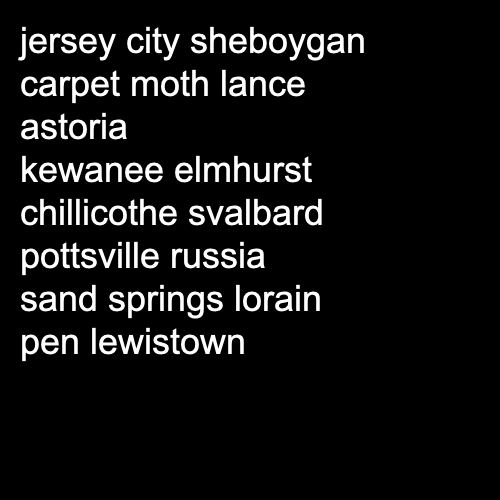 jersey city sheboygan
carpet moth lance
astoria
kewanee elmhurst
chillicothe svalbard
pottsville russia
sand springs lorain
pen lewistown